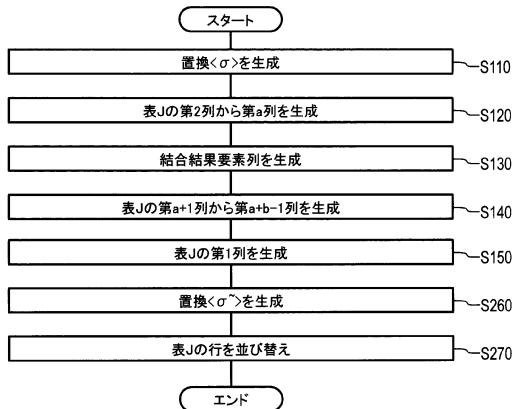 スタート
置換<σ>を生成
S110
表Jの第2列から第a列を生成
S120
結合結果要素列を生成
S130
表Jの第a+1列から第a+b-1列を生成
S140
表Jの第1列を生成
S150
置換<σ~>を生成
S260
表Jの行を並び替え
S270
エンド